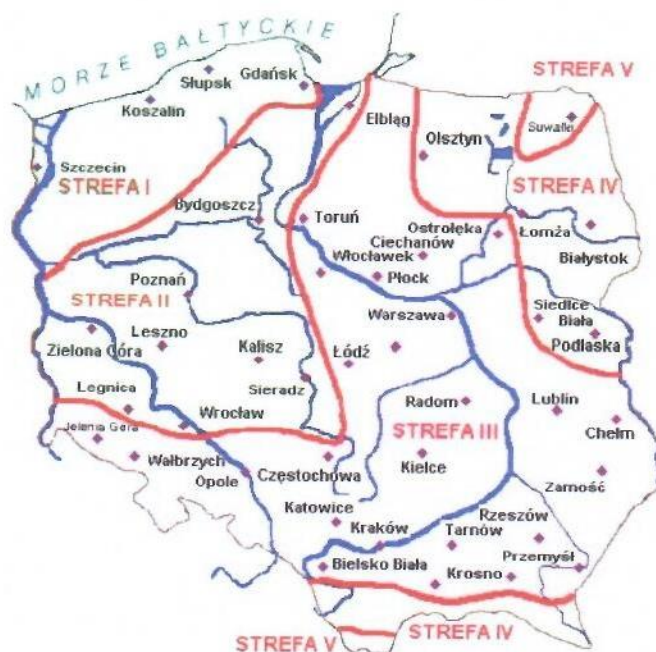 MORZE BAŁTYCKIE
STREFA V
Słupsk
Gdańsk
Koszalin
Elbląg
Olsztyn
Suwałki
Szczecin
STREFA I
STREFA IV
Bydgoszcz
Toruń
Ostrołęka
Łomża
Ciechanów
Białystok
Włocławek
Płock
Poznań
STREFA II
Siedlce
Warszawa
Biała
Podlaska
Leszno
Zielona Góra
Kalisz
Łódź
Sieradz
Legnica
Radom
Lublin
Wrocław
STREFA III
Chełm
Jelenia Góra
Wałbrzych
Częstochowa
Kielce
Opole
Zamość
Katowice
Rzeszów
Kraków
Tarnów
Przemyśl
Bielsko Biała
Krosno
STREFA V
STREFA IV